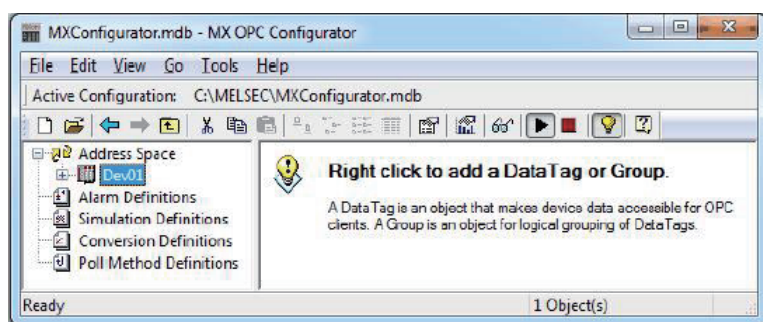 MXConfigurator.mdb - MX OPC Configurator
File Edit View Go Tools Help
Active Configuration: C:\MELSEC\MXConfigurator.mdb
Address Space
Dev01
Alarm Definitions
Simulation Definitions
Conversion Definitions
Poll Method Definitions
Right click to add a DataTag or Group.
A DataTag is an object that makes device data accessible for OPC
clients. A Group is an object for logical grouping of DataTags.
Ready 1 Object(s)